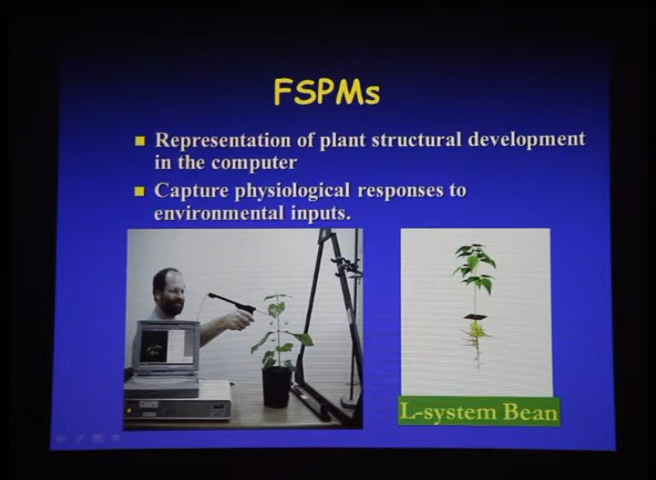 FSPMs
Representation of plant structural development
in the computer
Capture physiological responses to
environmental inputs.
L-system Bean